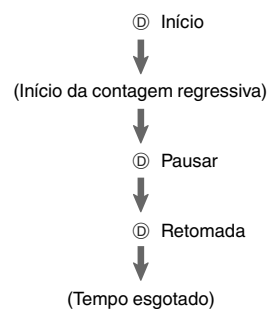 Ⓓ Início
(Início da contagem regressiva)
Ⓓ Pausar
Ⓓ Retomada
(Tempo esgotado)